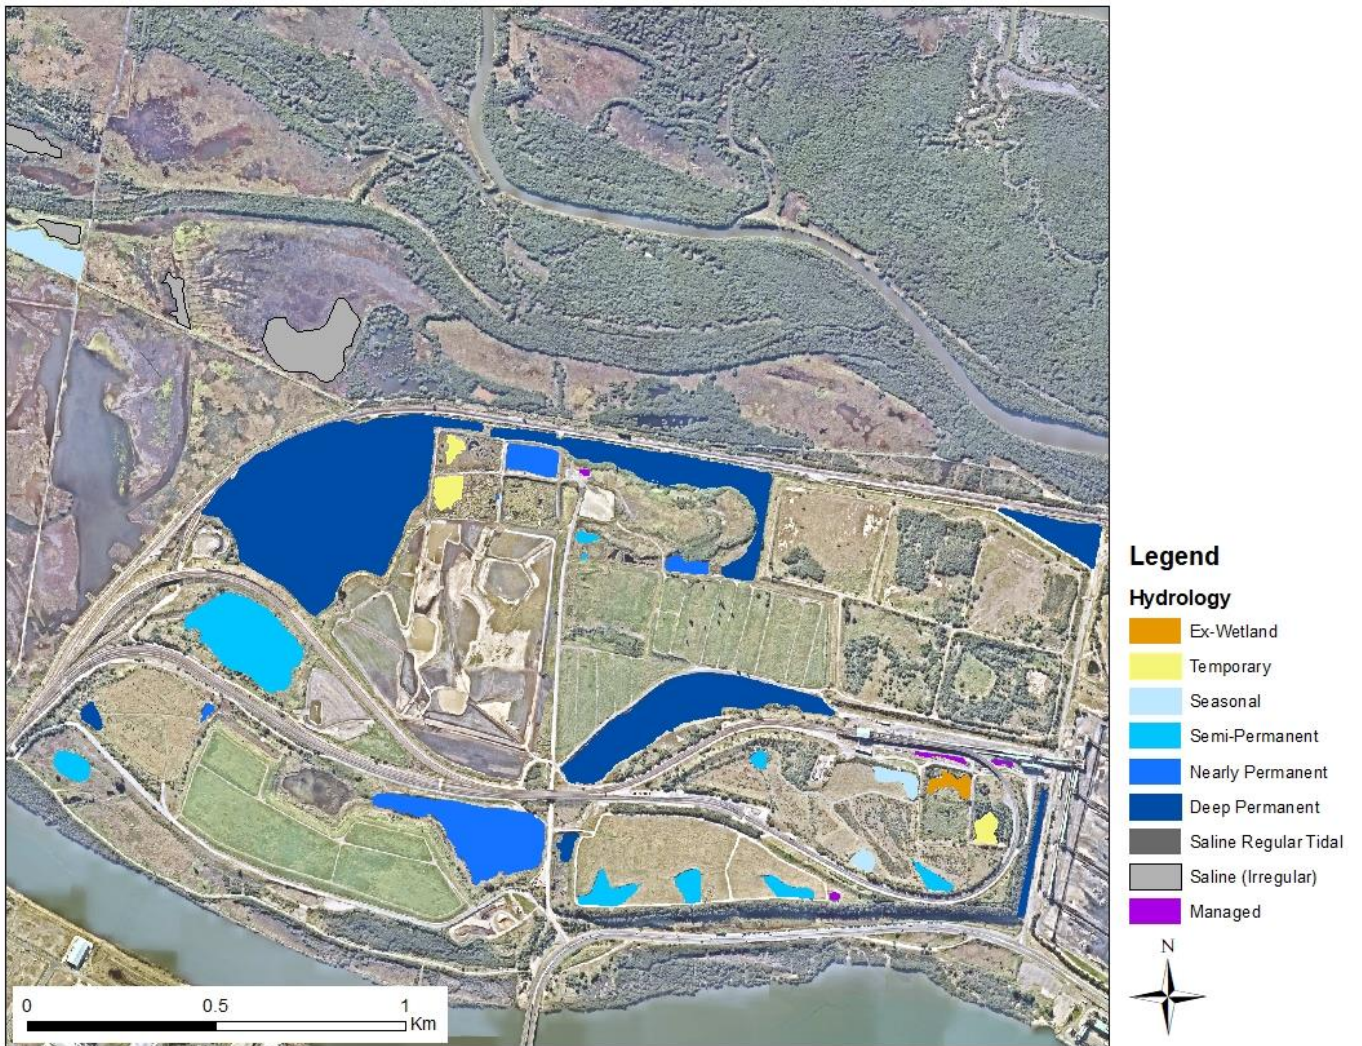 Legend
Hydrology
Ex-Wetland
Temporary
Seasonal
Semi-Permanent
Nearly Permanent
Deep Permanent
Saline Regular Tidal
Saline (Irregular)
Managed
N
0 0.5 1
Km